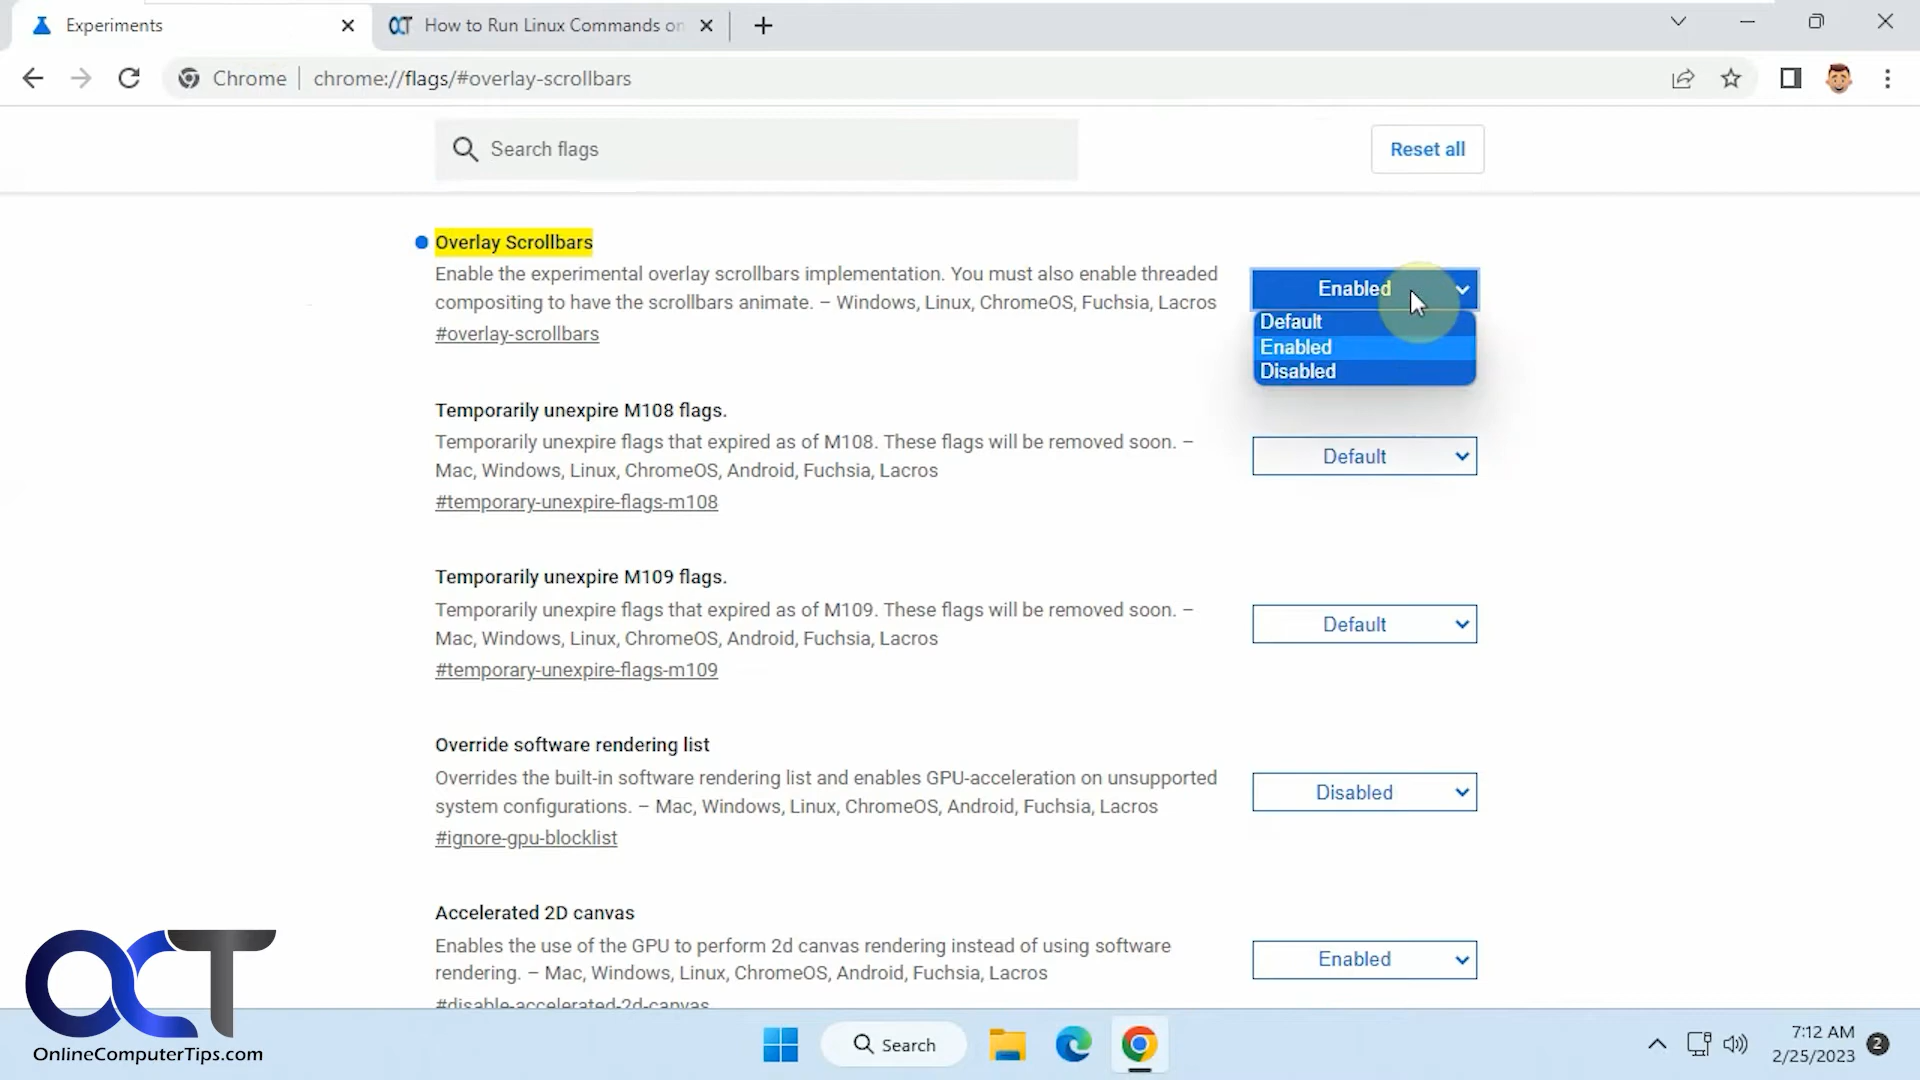 Experiments
How to Run Linux Commands on
Chrome
chrome://flags/#overlay-scrollbars
Search flags
Reset all
Overlay Scrollbars
Enable the experimental overlay scrollbars implementation. You must also enable threaded
compositing to have the scrollbars animate. – Windows, Linux, ChromeOS, Fuchsia, Lacros
#overlay-scrollbars
Enabled
Default
Enabled
Disabled
Temporarily unexpire M108 flags.
Temporarily unexpire flags that expired as of M108. These flags will be removed soon. –
Mac, Windows, Linux, ChromeOS, Android, Fuchsia, Lacros
#temporary-unexpire-flags-m108
Default
Temporarily unexpire M109 flags.
Temporarily unexpire flags that expired as of M109. These flags will be removed soon. –
Mac, Windows, Linux, ChromeOS, Android, Fuchsia, Lacros
#temporary-unexpire-flags-m109
Default
Override software rendering list
Overrides the built-in software rendering list and enables GPU-acceleration on unsupported
system configurations. – Mac, Windows, Linux, ChromeOS, Android, Fuchsia, Lacros
#ignore-gpu-blocklist
Disabled
Accelerated 2D canvas
Enables the use of the GPU to perform 2d canvas rendering instead of using software
rendering. – Mac, Windows, Linux, ChromeOS, Android, Fuchsia, Lacros
#disable-accelerated-2d-canvas
Enabled
OCT
OnlineComputerTips.com
Search
7:12 AM
2/25/2023
2